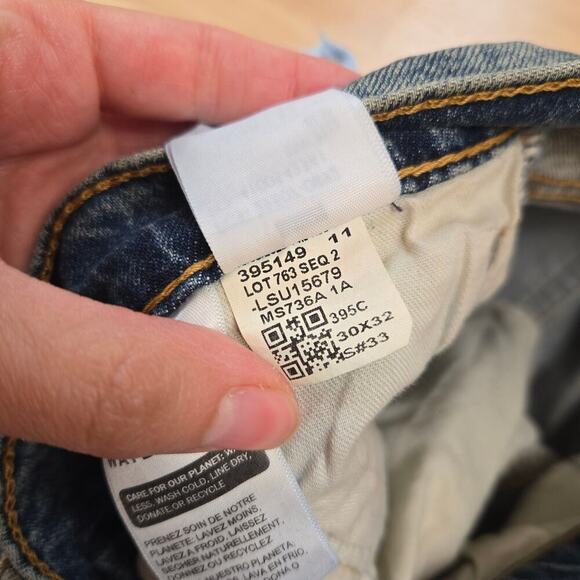 395149 11
LOT 763 SEQ 2
-LSU15679
MS736A 1A
395C
30X32
S#33
CARE FOR OUR PLANET:
LESS, WASH COLD, LINE DRY,
DONATE OR RECYCLE
PRENEZ SOIN DE NOTRE
PLANETE: LAVEZ MOINS,
LAVEZ A FROID, LAISSEZ
SECHER NATURELLEMENT,
DONNEZ OU RECYCLEZ
NUESTRO PLANETA: